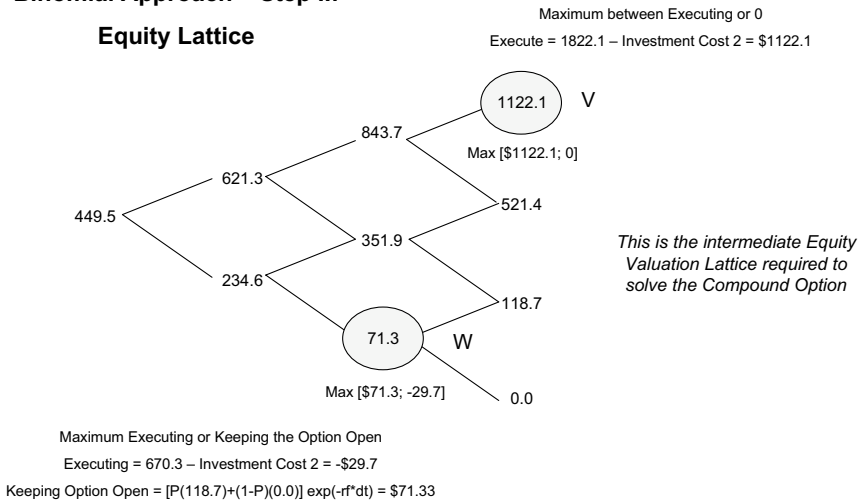 Equity Lattice
Maximum between Executing or 0
Execute = 1822.1 – Investment Cost 2 = $1122.1
1122.1
V
843.7
Max [$1122.1; 0]
621.3
521.4
449.5
351.9
This is the intermediate Equity
Valuation Lattice required to
solve the Compound Option
234.6
118.7
71.3
W
Max [$71.3; -29.7]
0.0
Maximum Executing or Keeping the Option Open
Executing = 670.3 – Investment Cost 2 = -$29.7
Keeping Option Open = [P(118.7)+(1-P)(0.0)] exp(-rf*dt) = $71.33